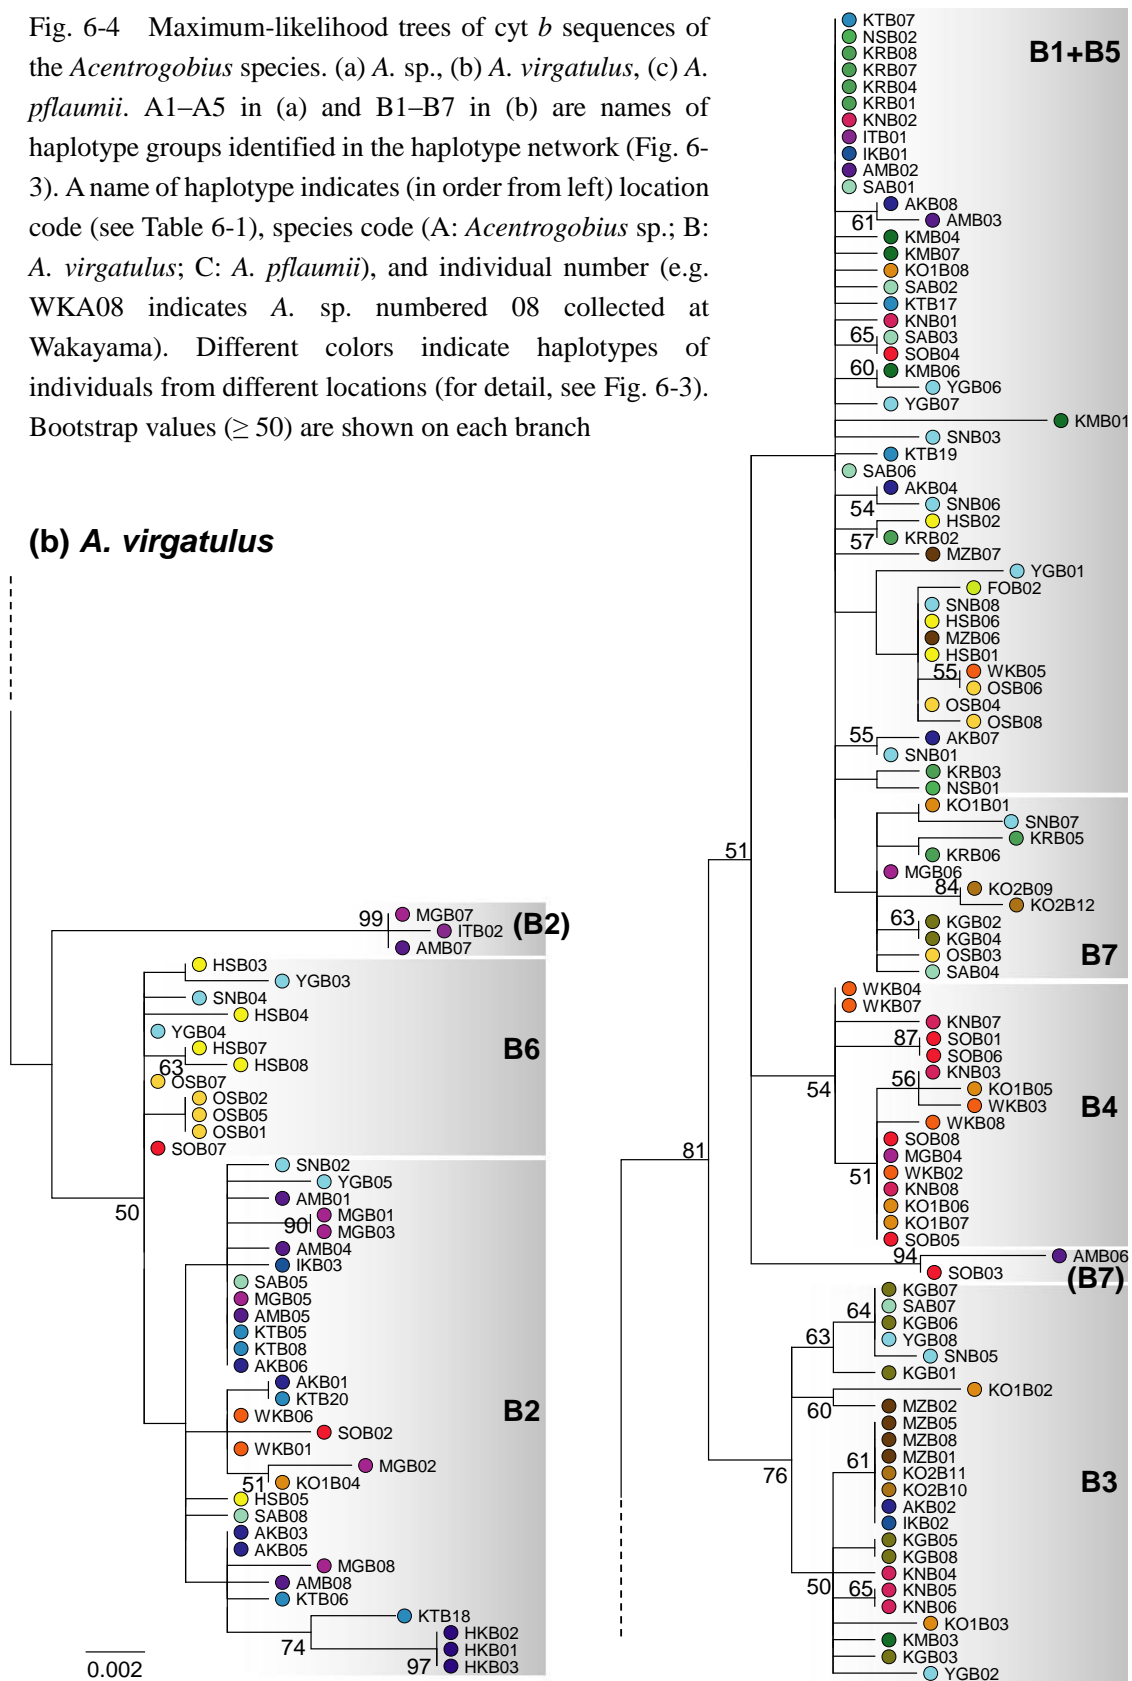 Fig. 6-4 Maximum-likelihood trees of cyt b sequences of
the Acentrogobius species. (a) A. sp., (b) A. virgatulus, (c) A.
pflaumii. A1–A5 in (a) and B1–B7 in (b) are names of
haplotype groups identified in the haplotype network (Fig. 6-
3). A name of haplotype indicates (in order from left) location
code (see Table 6-1), species code (A: Acentrogobius sp.; B:
A. virgatulus; C: A. pflaumii), and individual number (e.g.
WKA08 indicates A. sp. numbered 08 collected at
Wakayama). Different colors indicate haplotypes of
individuals from different locations (for detail, see Fig. 6-3).
Bootstrap values (≥ 50) are shown on each branch
(b) A. virgatulus
99
MGB07
(B2)
ITB02
AMB07
HSB03
YGB03
SNB04
HSB04
YGB04
HSB07
B6
63
HSB08
OSB07
OSB02
OSB05
OSB01
SOB07
50
SNB02
YGB05
AMB01
MGB01
90
MGB03
AMB04
IKB03
SAB05
MGB05
AMB05
KTB05
KTB08
AKB06
AKB01
KTB20
B2
WKB06
SOB02
WKB01
MGB02
51
KO1B04
HSB05
SAB08
AKB03
AKB05
MGB08
AMB08
KTB06
KTB18
HKB02
74
HKB01
97
HKB03
0.002
KTB07
NSB02
B1+B5
KRB08
KRB07
KRB04
KRB01
KNB02
ITB01
IKB01
AMB02
SAB01
AKB08
61
AMB03
KMB04
KMB07
KO1B08
SAB02
KTB17
KNB01
65
SAB03
SOB04
60
KMB06
YGB06
YGB07
KMB01
SNB03
KTB19
SAB06
AKB04
54
SNB06
HSB02
57
KRB02
MZB07
YGB01
FOB02
SNB08
HSB06
MZB06
HSB01
55
WKB05
OSB06
OSB04
OSB08
55
AKB07
SNB01
KRB03
NSB01
KO1B01
SNB07
KRB05
51
KRB06
MGB06
84
KO2B09
KO2B12
63
KGB02
KGB04
OSB03
B7
SAB04
WKB04
WKB07
KNB07
87
SOB01
SOB06
KNB03
56
54
KO1B05
WKB03
B4
WKB08
SOB08
MGB04
81
51
WKB02
KNB08
KO1B06
KO1B07
SOB05
94
AMB06
SOB03
(B7)
KGB07
64
SAB07
KGB06
63
YGB08
SNB05
KGB01
KO1B02
60
MZB02
MZB05
MZB08
61
MZB01
76
KO2B11
B3
KO2B10
AKB02
IKB02
KGB05
KGB08
50
KNB04
65
KNB05
KNB06
KO1B03
KMB03
KGB03
YGB02